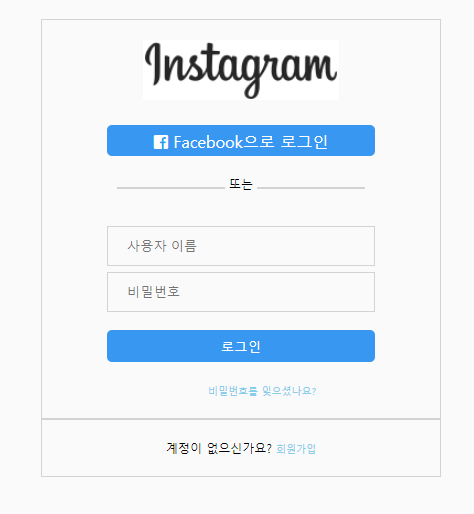 Instagram
Facebook으로 로그인
또는
사용자 이름
비밀번호
로그인
비밀번호를 잊으셨나요?
계정이 없으신가요? 회원가입